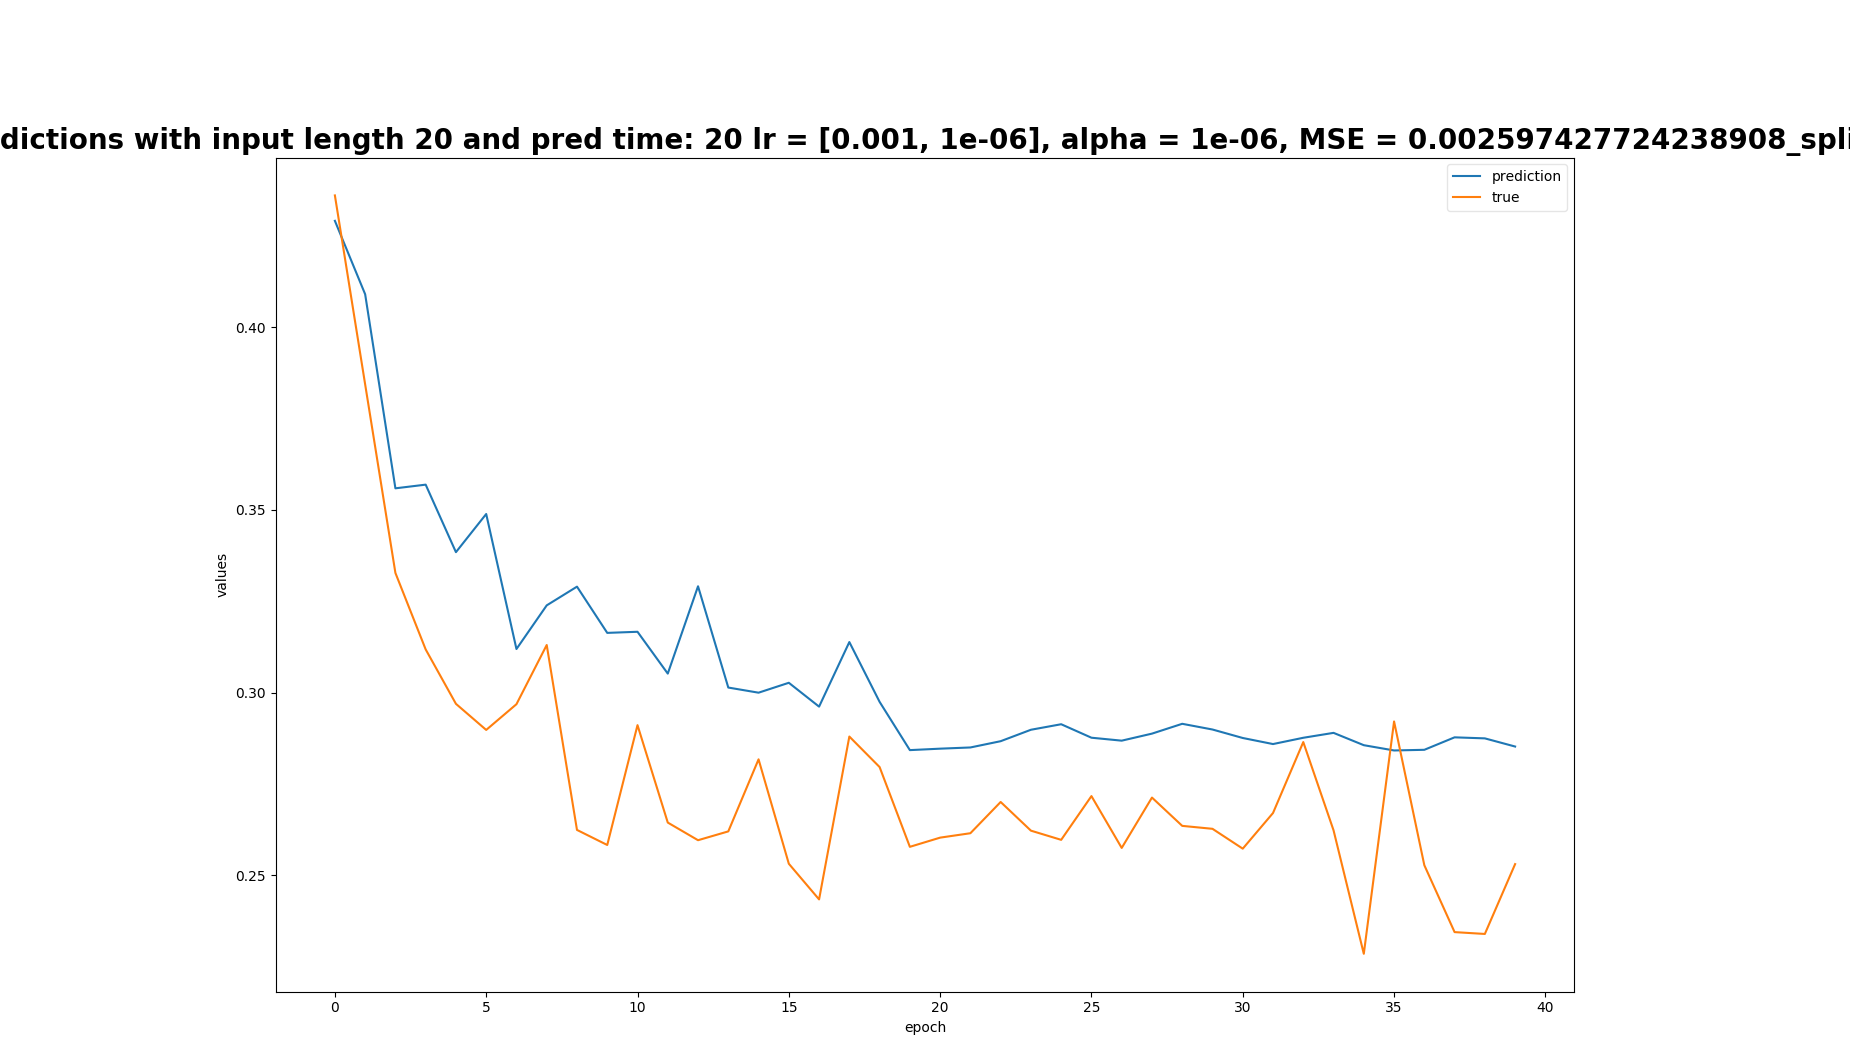 dictions with input length 20 and pred time: 20 lr = [0.001, 1e-06], alpha = 1e-06, MSE = 0.002597427724238908_spli
prediction
true
0.40
0.35
0.30
0.25
values
0 5 10 15 20 25 30 35 40
epoch